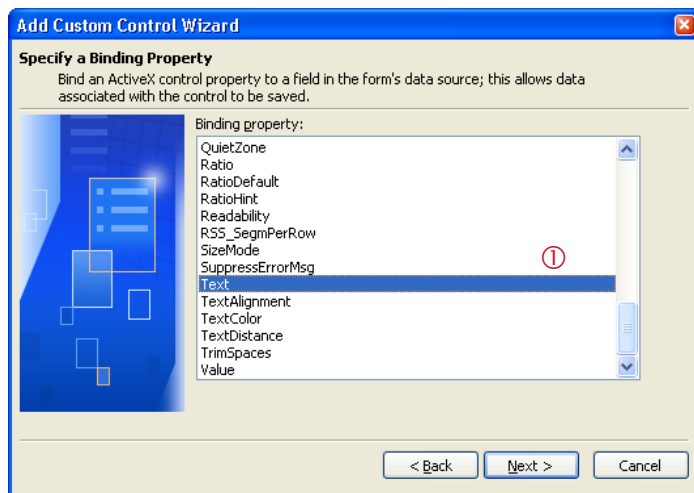 Add Custom Control Wizard
Specify a Binding Property
Bind an ActiveX control property to a field in the form's data source; this allows data
associated with the control to be saved.
Binding property:
QuietZone
Ratio
RatioDefault
RatioHint
Readability
RSS_SegmPerRow
SizeMode
SuppressErrorMsg
①
Text
TextAlignment
TextColor
TextDistance
TrimSpaces
Value
< Back
Next >
Cancel